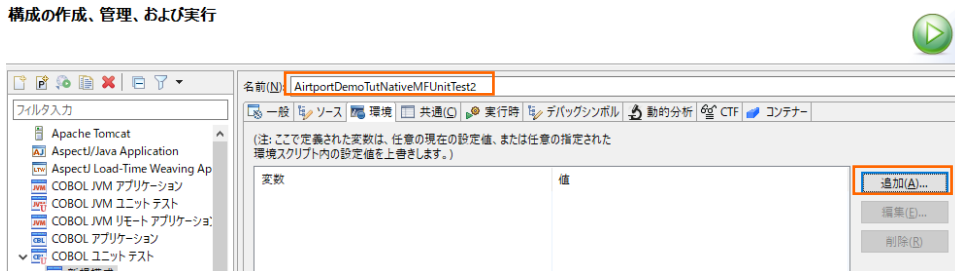 構成の作成、管理、および実行
名前(N): AirtportDemoTutNativeMFUnitTest2
フィルタ入力
一般 ソース 環境 共通(C) 実行時 デバッグシンボル 動的分析 CTF コンテナー
(注: ここで定義された変数は、任意の現在の設定値、または任意の指定された
環境スクリプト内の設定値を上書きします。)
変数 値
追加(A)...
編集(E)...
削除(R)
Apache Tomcat
AspectJ/Java Application
AspectJ Load-Time Weaving Ap
COBOL JVM アプリケーション
COBOL JVM ユニット テスト
COBOL JVM リモート アプリケーショ
COBOL アプリケーション
COBOL ユニット テスト
新規構成